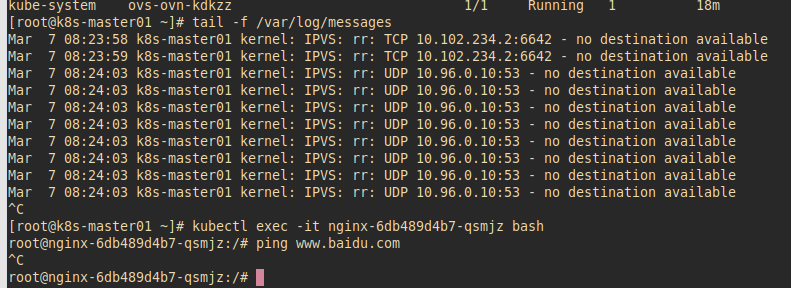 kube-system    ovs-ovn-kdkzz                            1/1     Running   1          18m
[root@k8s-master01 ~]# tail -f /var/log/messages
Mar  7 08:23:58 k8s-master01 kernel: IPVS: rr: TCP 10.102.234.2:6642 - no destination available
Mar  7 08:23:59 k8s-master01 kernel: IPVS: rr: TCP 10.102.234.2:6642 - no destination available
Mar  7 08:24:03 k8s-master01 kernel: IPVS: rr: UDP 10.96.0.10:53 - no destination available
Mar  7 08:24:03 k8s-master01 kernel: IPVS: rr: UDP 10.96.0.10:53 - no destination available
Mar  7 08:24:03 k8s-master01 kernel: IPVS: rr: UDP 10.96.0.10:53 - no destination available
Mar  7 08:24:03 k8s-master01 kernel: IPVS: rr: UDP 10.96.0.10:53 - no destination available
Mar  7 08:24:03 k8s-master01 kernel: IPVS: rr: UDP 10.96.0.10:53 - no destination available
Mar  7 08:24:03 k8s-master01 kernel: IPVS: rr: UDP 10.96.0.10:53 - no destination available
Mar  7 08:24:03 k8s-master01 kernel: IPVS: rr: UDP 10.96.0.10:53 - no destination available
Mar  7 08:24:03 k8s-master01 kernel: IPVS: rr: UDP 10.96.0.10:53 - no destination available
^C
[root@k8s-master01 ~]# kubectl exec -it nginx-6db489d4b7-qsmjz bash
root@nginx-6db489d4b7-qsmjz:/# ping www.baidu.com
^C
root@nginx-6db489d4b7-qsmjz:/#